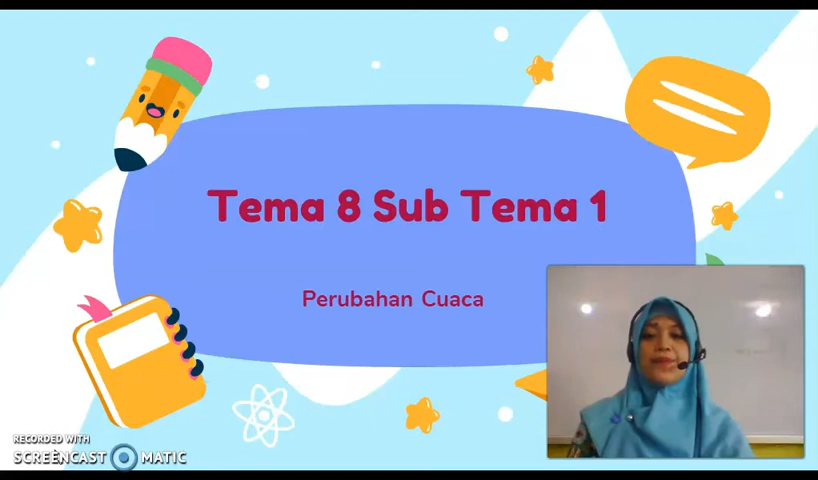 Tema 8 Sub Tema 1
Perubahan Cuaca
RECORDED WITH
SCREENCAST MATIC